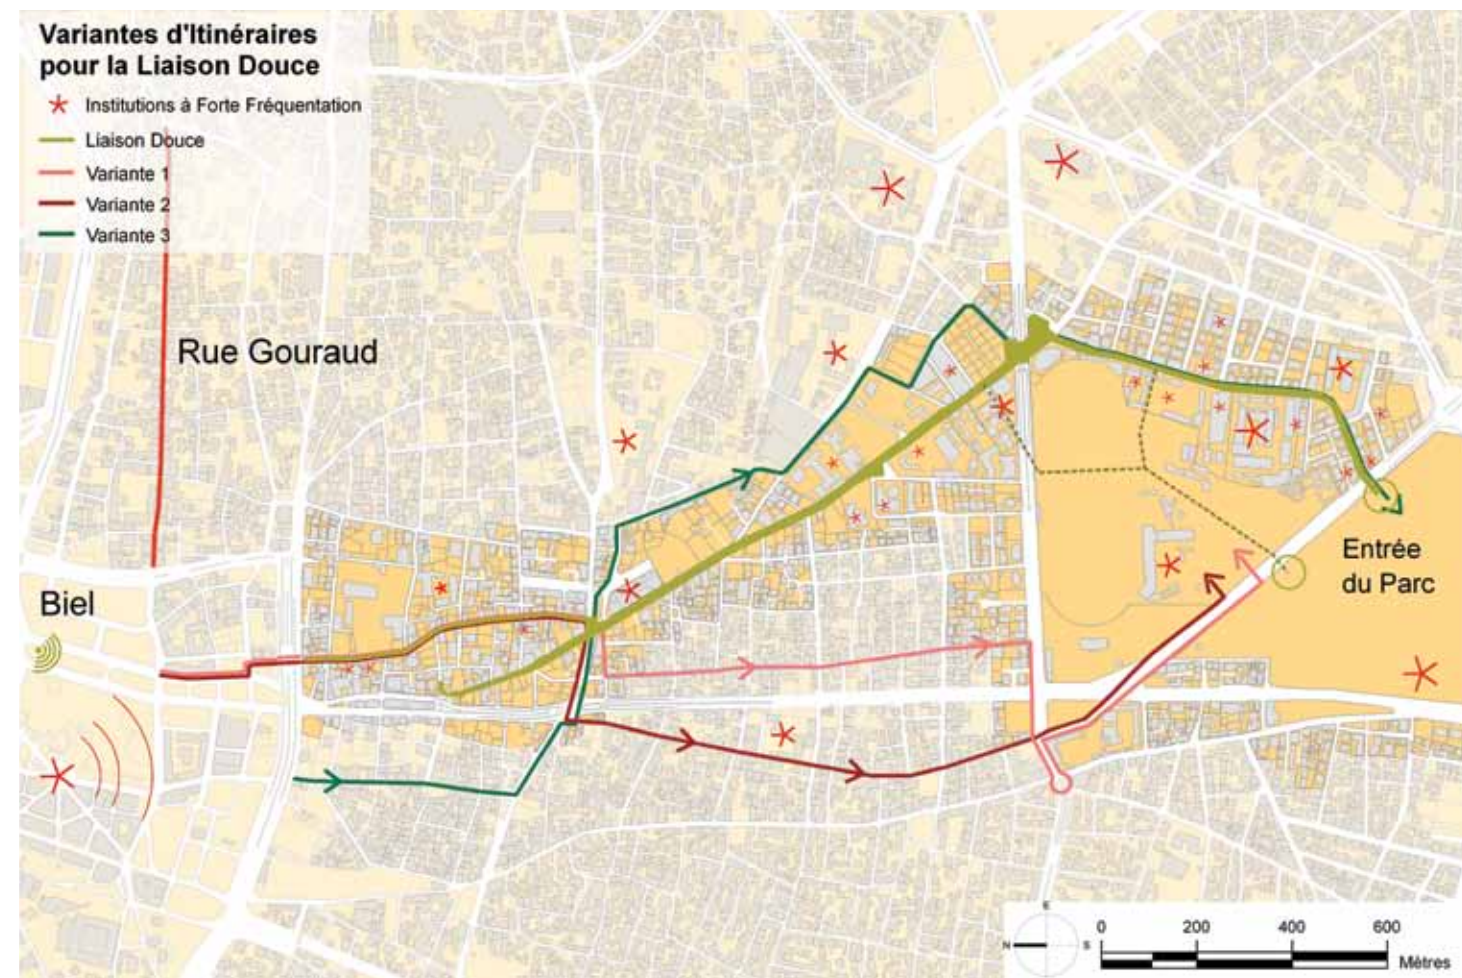 Variantes d'Itinéraires
pour la Liaison Douce
Institutions à Forte Fréquentation
Liaison Douce
Variante 1
Variante 2
Variante 3
Rue Gouraud
Biel
Entrée
du Parc
E
N
S
0 200 400 600
Mètres